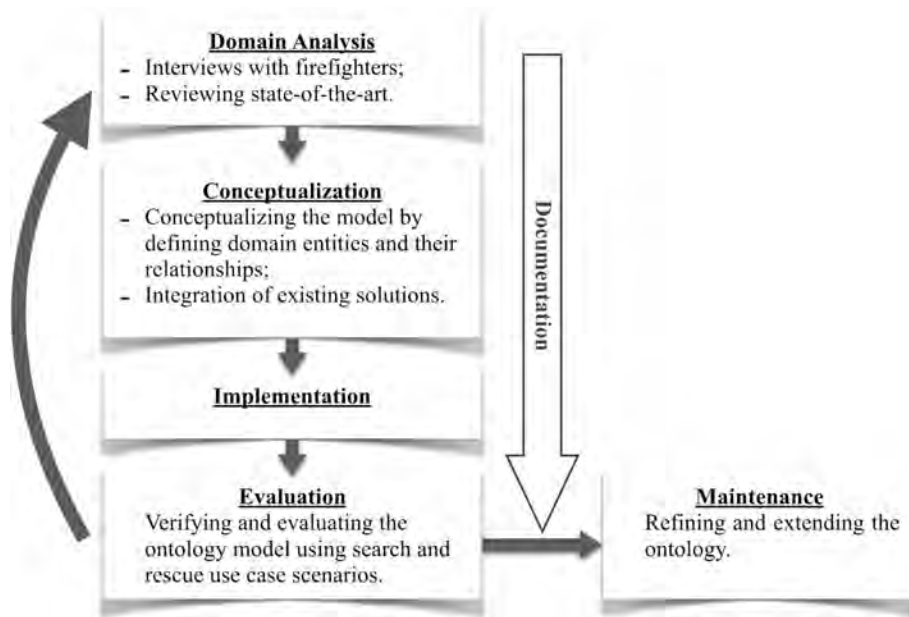 Domain Analysis
- Interviews with firefighters;
- Reviewing state-of-the-art.
Conceptualization
- Conceptualizing the model by
defining domain entities and their
relationships;
- Integration of existing solutions.
Implementation
Evaluation
Verifying and evaluating the
ontology model using search and
rescue use case scenarios.
Documentation
Maintenance
Refining and extending the
ontology.